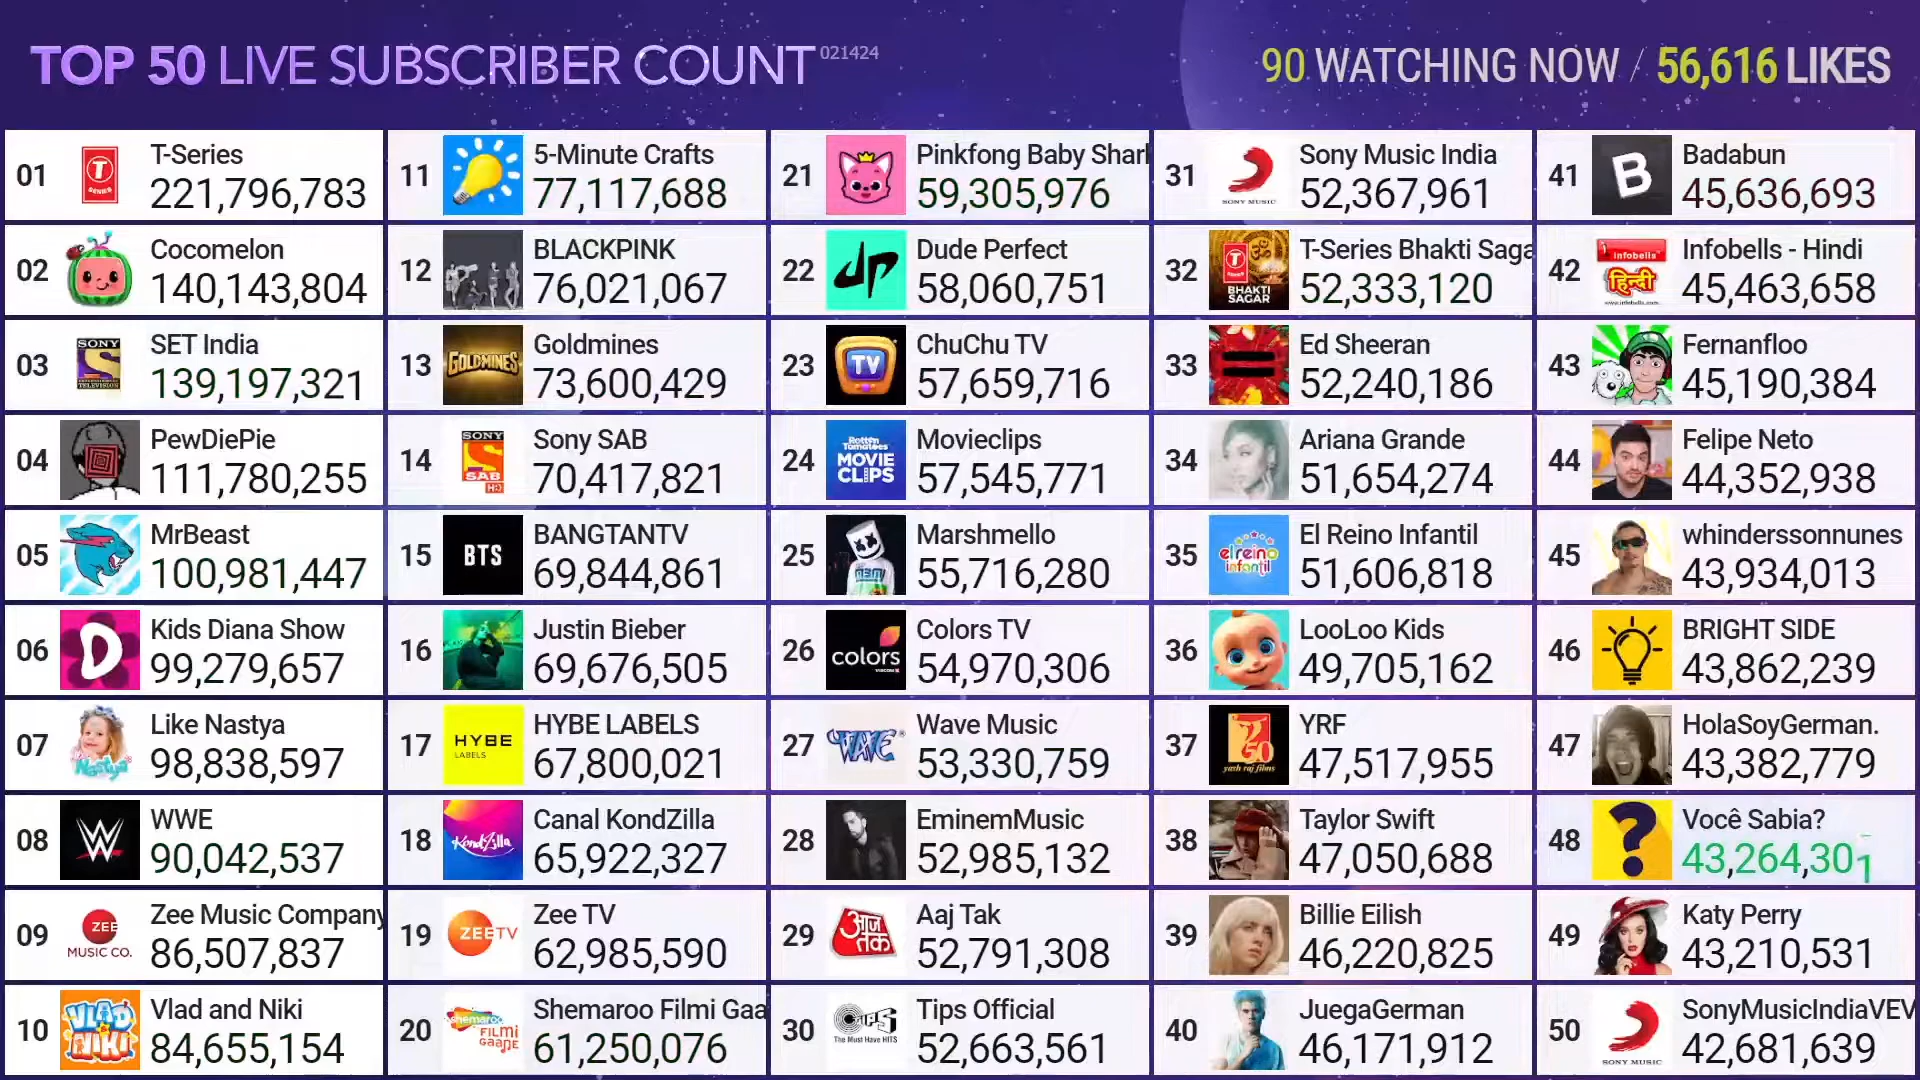 TOP 50 LIVE SUBSCRIBER COUNT 021424
90 WATCHING NOW / 56,616 LIKES
01 T-Series
221,796,783
02 Cocomelon
140,143,804
03 SET India
139,197,321
04 PewDiePie
111,780,255
05 MrBeast
100,981,447
06 Kids Diana Show
99,279,657
07 Like Nastya
98,838,597
08 WWE
90,042,537
09 Zee Music Company
86,507,837
10 Vlad and Niki
84,655,154
11 5-Minute Crafts
77,117,688
12 BLACKPINK
76,021,067
13 Goldmines
73,600,429
14 Sony SAB
70,417,821
15 BANGTANTV
69,844,861
16 Justin Bieber
69,676,505
17 HYBE LABELS
67,800,021
18 Canal KondZilla
65,922,327
19 Zee TV
62,985,590
20 Shemaroo Filmi Gaa
61,250,076
21 Pinkfong Baby Shark
59,305,976
22 Dude Perfect
58,060,751
23 ChuChu TV
57,659,716
24 Movieclips
57,545,771
25 Marshmello
55,716,280
26 Colors TV
54,970,306
27 Wave Music
53,330,759
28 EminemMusic
52,985,132
29 Aaj Tak
52,791,308
30 Tips Official
52,663,561
31 Sony Music India
52,367,961
32 T-Series Bhakti Saga
52,333,120
33 Ed Sheeran
52,240,186
34 Ariana Grande
51,654,274
35 El Reino Infantil
51,606,818
36 LooLoo Kids
49,705,162
37 YRF
47,517,955
38 Taylor Swift
47,050,688
39 Billie Eilish
46,220,825
40 JuegaGerman
46,171,912
41 Badabun
45,636,693
42 Infobells - Hindi
45,463,658
43 Fernanfloo
45,190,384
44 Felipe Neto
44,352,938
45 whinderssonnunes
43,934,013
46 BRIGHT SIDE
43,862,239
47 HolaSoyGerman.
43,382,779
48 Você Sabia?
43,264,301
49 Katy Perry
43,210,531
50 SonyMusicIndiaVEV
42,681,639